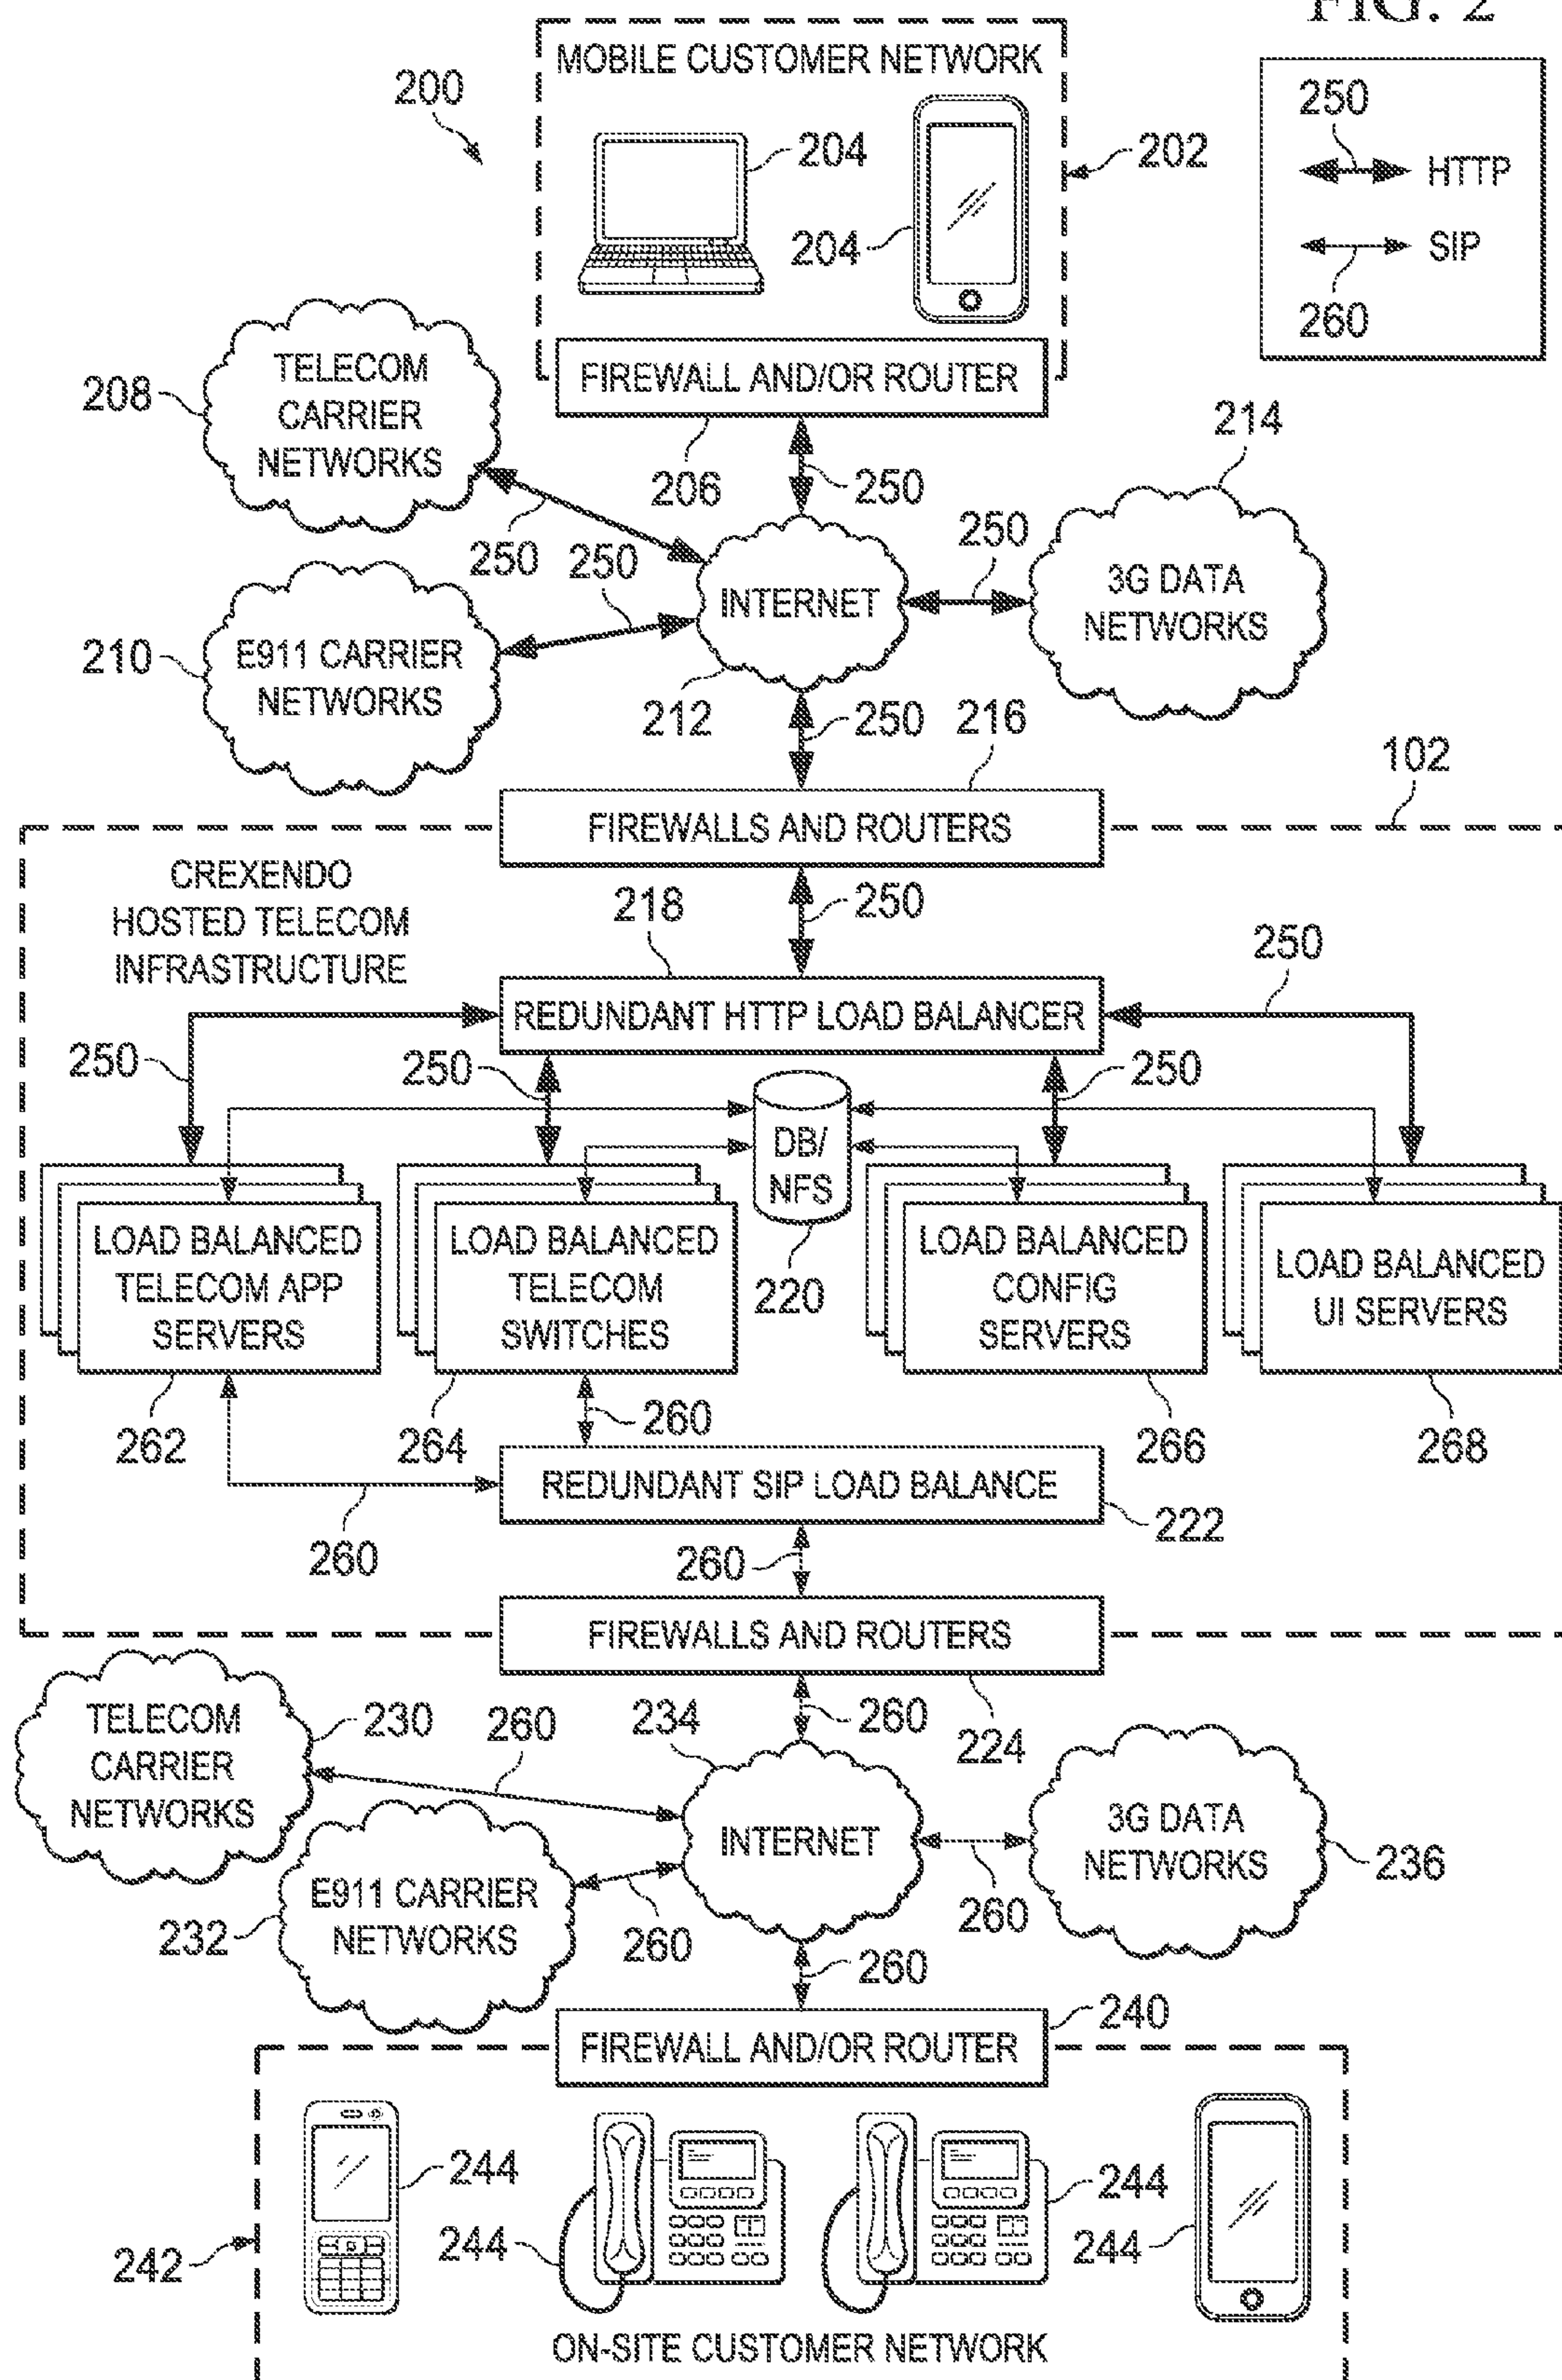 FIG. 2
MOBILE CUSTOMER NETWORK
200
204
202
204
250
HTTP
SIP
260
TELECOM
CARRIER
NETWORKS
208
FIREWALL AND/OR ROUTER
206
250
214
250
250
250
INTERNET
3G DATA
NETWORKS
E911 CARRIER
NETWORKS
210
212
250
216
102
FIREWALLS AND ROUTERS
CREXENDO
HOSTED TELECOM
INFRASTRUCTURE
218
250
250
REDUNDANT HTTP LOAD BALANCER
250
250
250
DB/
NFS
220
LOAD BALANCED
TELECOM APP
SERVERS
LOAD BALANCED
TELECOM
SWITCHES
LOAD BALANCED
CONFIG
SERVERS
LOAD BALANCED
UI SERVERS
262
264
260
266
268
REDUNDANT SIP LOAD BALANCE
222
260
260
FIREWALLS AND ROUTERS
TELECOM
CARRIER
NETWORKS
230
260
234
260
224
INTERNET
3G DATA
NETWORKS
236
E911 CARRIER
NETWORKS
232
260
260
260
240
FIREWALL AND/OR ROUTER
244
244
244
244
242
ON-SITE CUSTOMER NETWORK